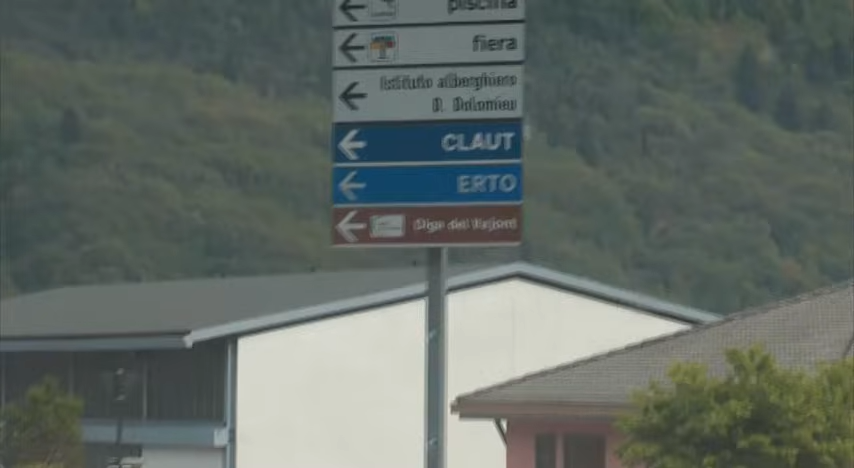 piscina
fiera
Istituto alberghiero
D. Dolomieu
CLAUT
ERTO
Diga del Vajont